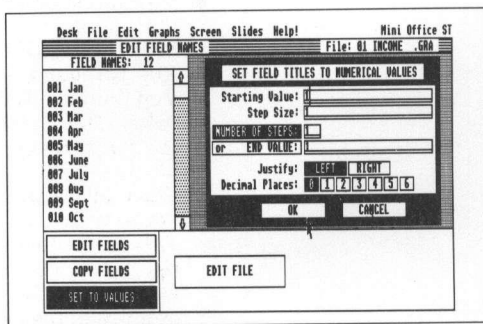 Desk File Edit Graphs Screen Slides Help! Mini Office ST
EDIT FIELD NAMES
File: 01 INCOME .GRA
FIELD NAMES: 12
001 Jan
002 Feb
003 Mar
004 Apr
005 May
006 June
007 July
008 Aug
009 Sept
010 Oct
SET FIELD TITLES TO NUMERICAL VALUES
Starting Value: 1
Step Size: 1
NUMBER OF STEPS: 1
or END VALUE: 1
Justify: LEFT RIGHT
Decimal Places: 0 1 2 3 4 5 6
OK CANCEL
EDIT FIELDS
COPY FIELDS
SET TO VALUES
EDIT FILE